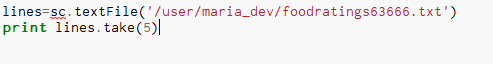 lines=sc.textFile('/user/maria_dev/foodratings63666.txt')
print lines.take(5)